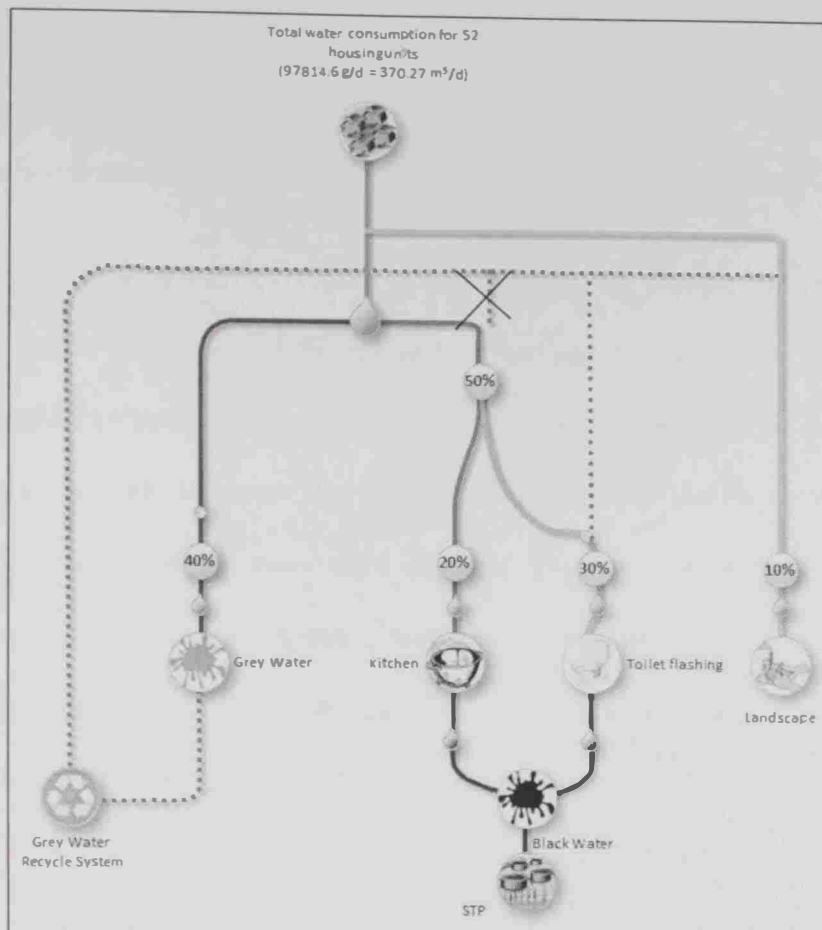 Total water consumption for 52
housingunits
(97814.6 g/d = 370.27 m³/d)
50%
40%
20%
30%
10%
Grey Water
Kitchen
Toilet flashing
Landscape
Grey Water
Recycle System
Black Water
STP